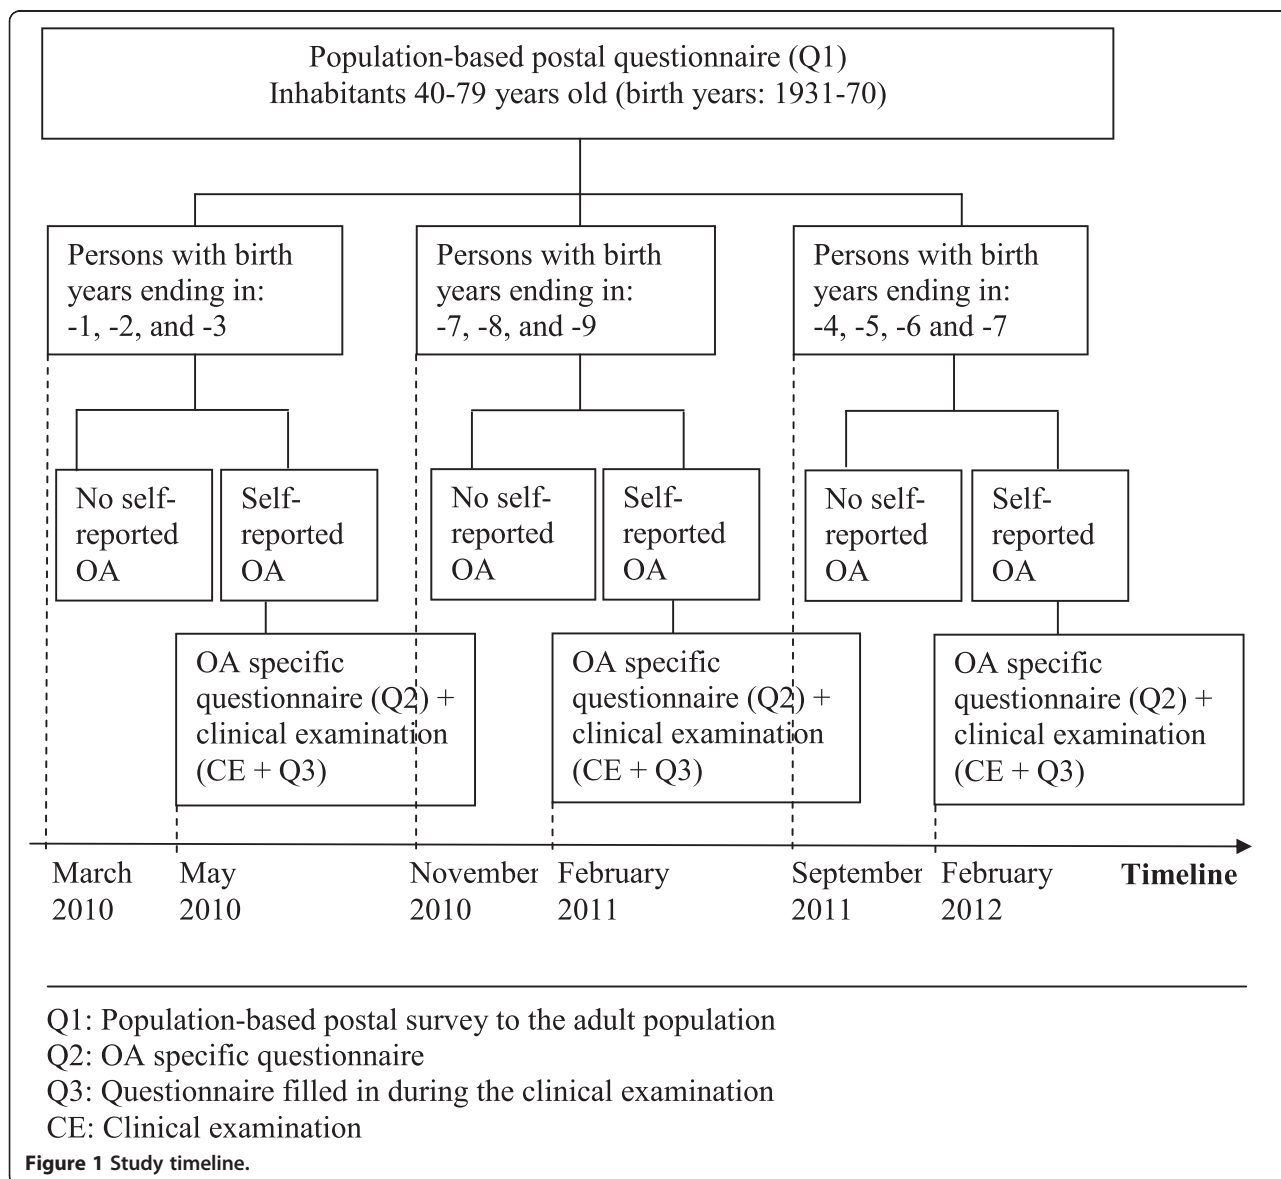 Population-based postal questionnaire (Q1)
Inhabitants 40-79 years old (birth years: 1931-70)
Persons with birth
years ending in:
-1, -2, and -3
Persons with birth
years ending in:
-7, -8, and -9
Persons with birth
years ending in:
-4, -5, -6 and -7
No self-
reported
OA
Self-
reported
OA
No self-
reported
OA
Self-
reported
OA
No self-
reported
OA
Self-
reported
OA
OA specific
questionnaire (Q2) +
clinical examination
(CE + Q3)
OA specific
questionnaire (Q2) +
clinical examination
(CE + Q3)
OA specific
questionnaire (Q2) +
clinical examination
(CE + Q3)
March
2010
May
2010
November
2010
February
2011
September
2011
February
2012
Timeline
Q1: Population-based postal survey to the adult population
Q2: OA specific questionnaire
Q3: Questionnaire filled in during the clinical examination
CE: Clinical examination
Figure 1 Study timeline.